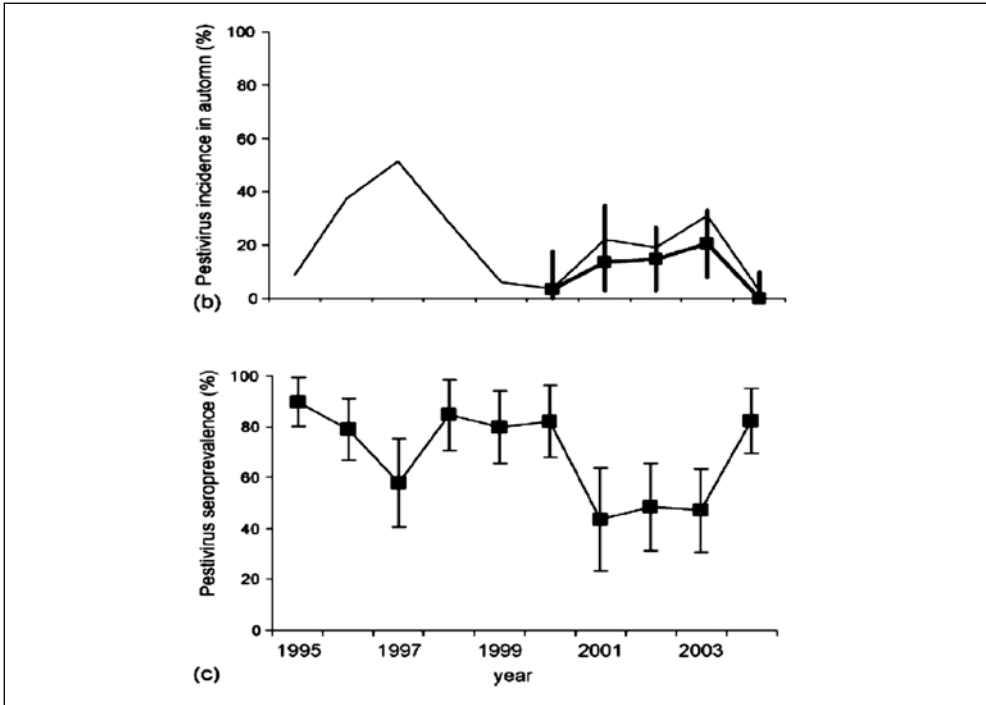 Pestivirus incidence in automn (%)
100
80
60
40
20
0
(b)
Pestivirus seroprevalence (%)
100
80
60
40
20
0
1995 1997 1999 2001 2003
year
(c)